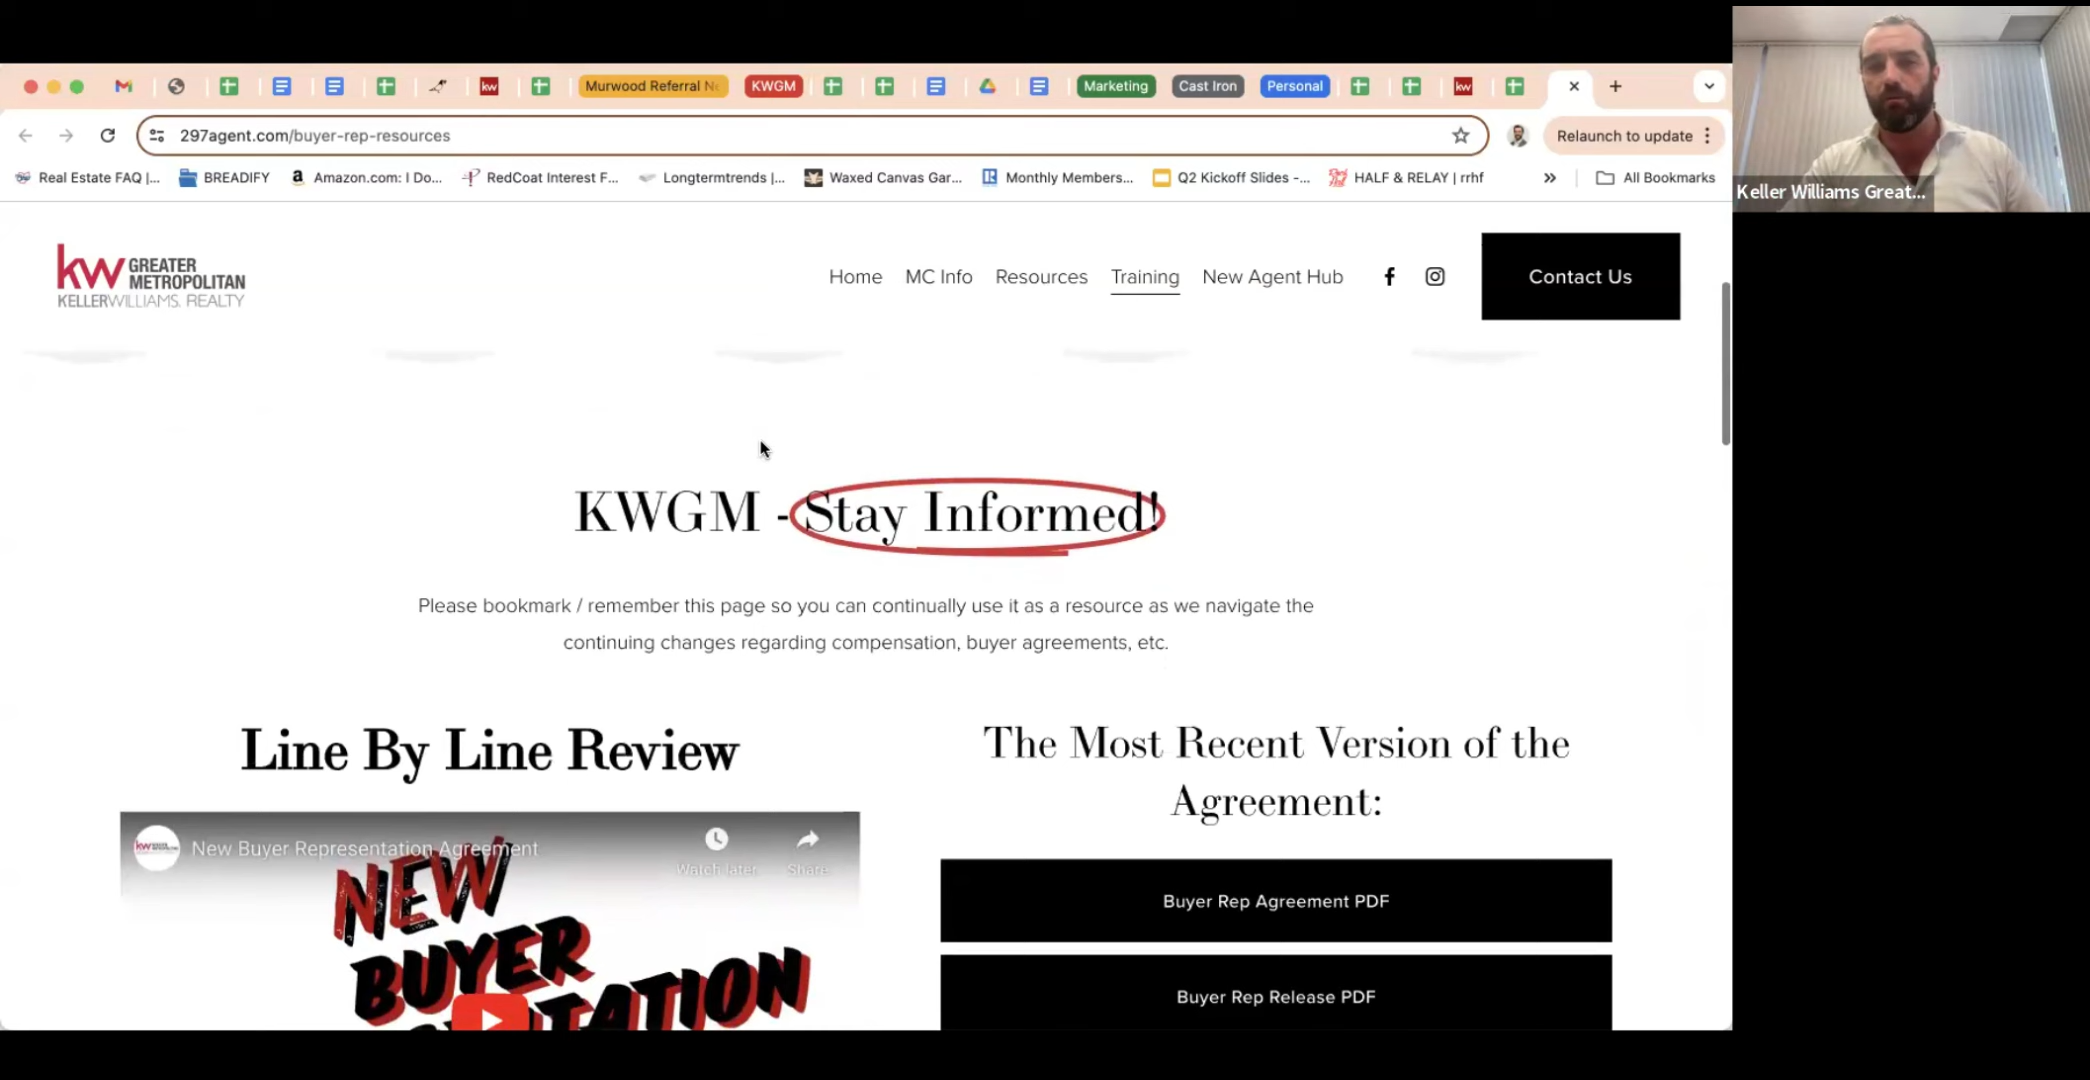 Murwood Referral N
KWGM
Marketing
Cast Iron
Personal
kw
297agent.com/buyer-rep-resources
Relaunch to update
Real Estate FAQ |...
BREADIFY
Amazon.com: I Do...
RedCoat Interest F...
Longtermtrends |...
Waxed Canvas Gar...
Monthly Members...
Q2 Kickoff Slides -...
HALF & RELAY | rrhf
All Bookmarks
Keller Williams Great...
kw GREATER
METROPOLITAN
KELLERWILLIAMS. REALTY
Home
MC Info
Resources
Training
New Agent Hub
Contact Us
KWGM - Stay Informed!
Please bookmark / remember this page so you can continually use it as a resource as we navigate the
continuing changes regarding compensation, buyer agreements, etc.
Line By Line Review
New Buyer Representation Agreement
Watch later
Share
NEW
BUYER
The Most Recent Version of the
Agreement:
Buyer Rep Agreement PDF
Buyer Rep Release PDF